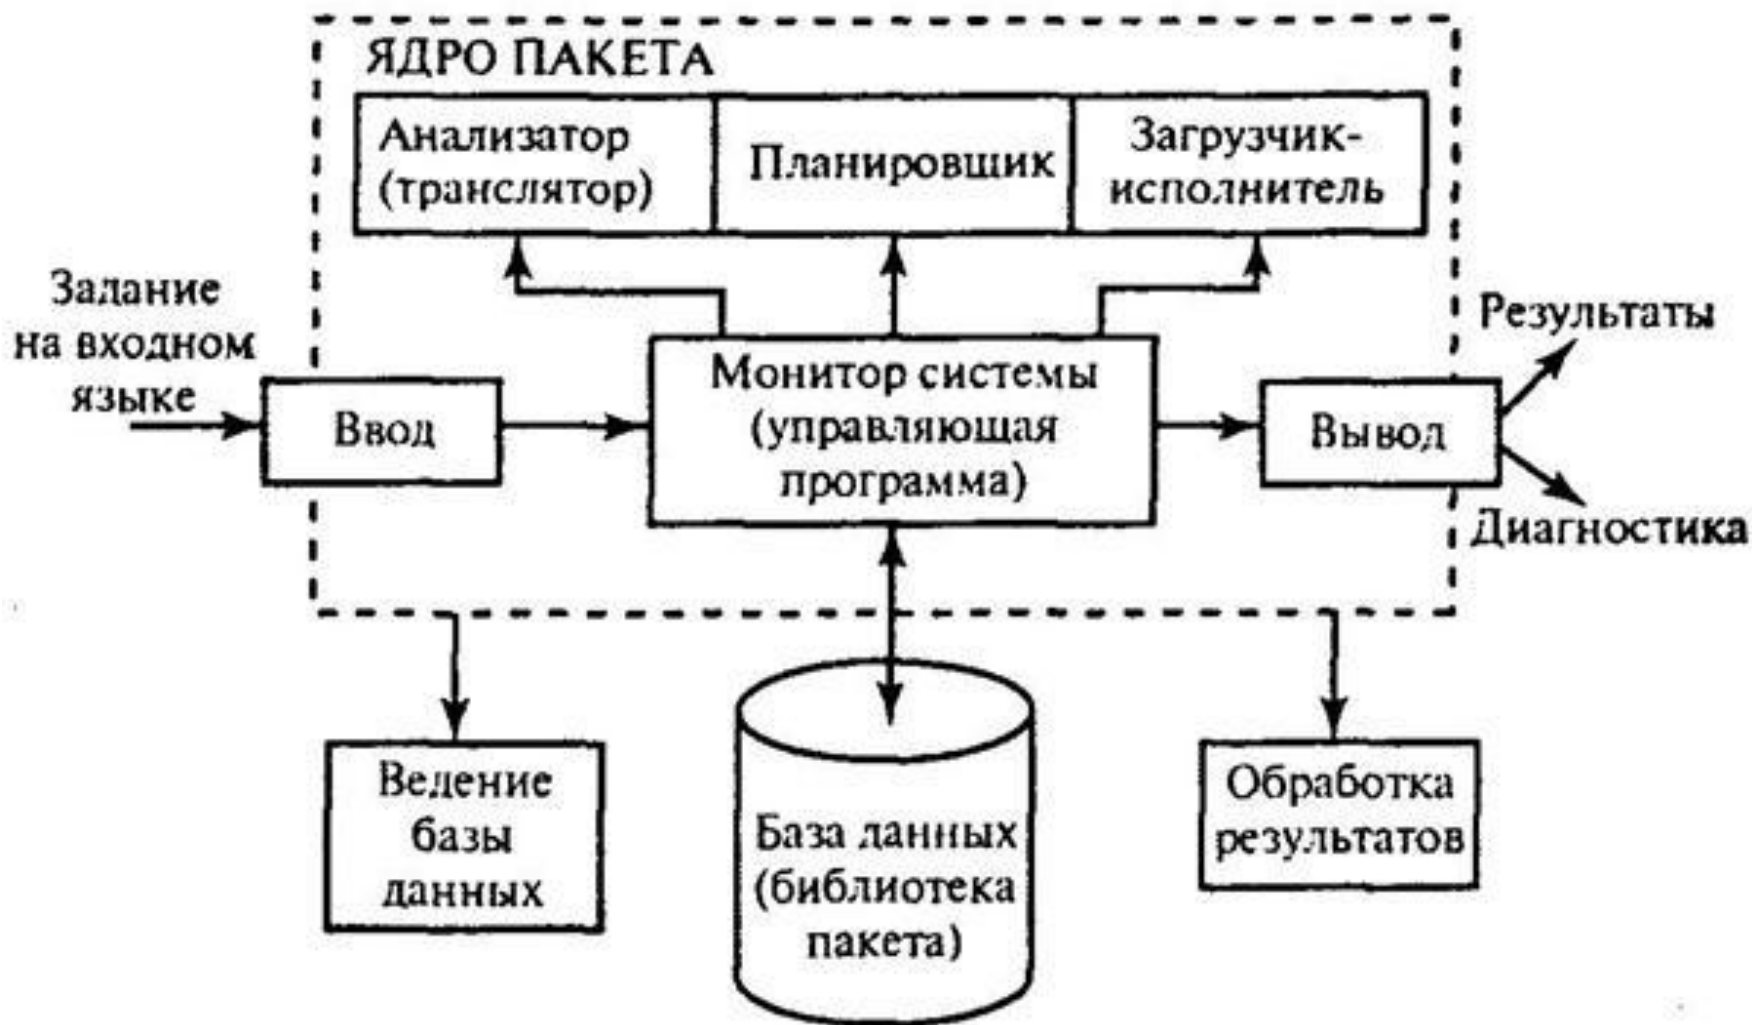 ЯДРО ПАКЕТА
Анализатор
(транслятор)
Планировщик
Загрузчик-
исполнитель
Задание
на входном
языке
Ввод
Монитор системы
(управляющая
программа)
Вывод
Результаты
Диагностика
Ведение
базы
данных
База данных
(библиотека
пакета)
Обработка
результатов